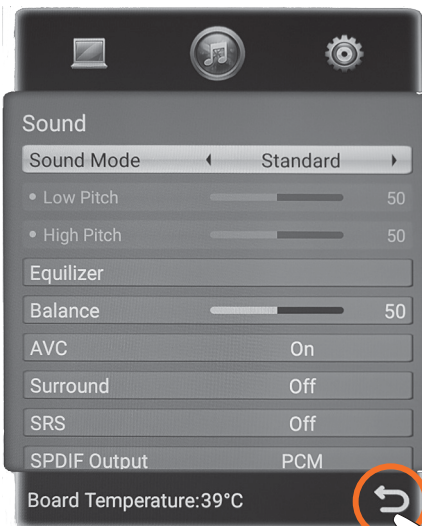 Sound
Sound Mode Standard
• Low Pitch 50
• High Pitch 50
Equilizer
Balance 50
AVC On
Surround Off
SRS Off
SPDIF Output PCM
Board Temperature:39°C